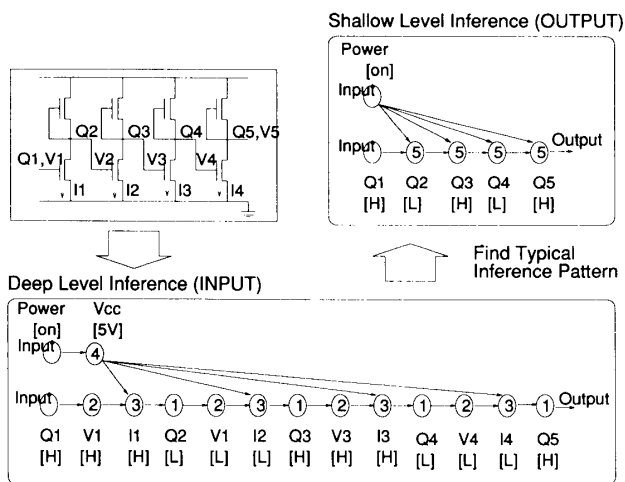 Shallow Level Inference (OUTPUT)
Power
[on]
Input
Input
5 5 5 5
Output
Q1 Q2 Q3 Q4 Q5
[H] [L] [H] [L] [H]
Q2 Q3 Q4 Q5,V5
Q1,V1 V2 V3 V4
I1 I2 I3 I4
Find Typical
Inference Pattern
Deep Level Inference (INPUT)
Power Vcc
[on] [5V]
Input
4
Input
2 3 1 2 3 1 2 3 1 2 3 1
Output
Q1 V1 I1 Q2 V1 I2 Q3 V3 I3 Q4 V4 I4 Q5
[H] [H] [H] [L] [L] [L] [H] [H] [H] [L] [L] [L] [H]